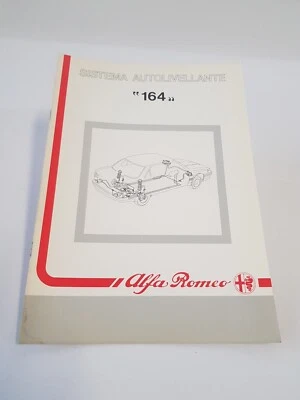 SISTEMA AUTOLIVELLANTE
"164"
Alfa Romeo